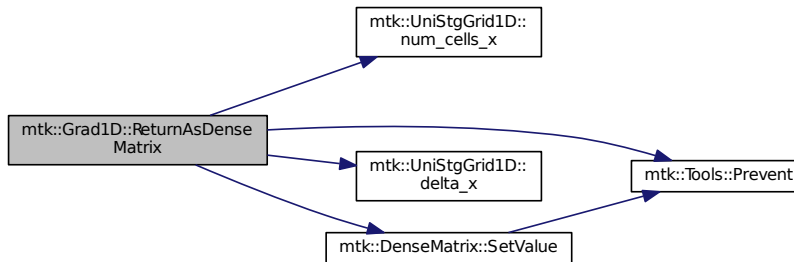 mtk::UniStgGrid1D::
num_cells_x
mtk::Grad1D::ReturnAsDense
Matrix
mtk::UniStgGrid1D::
delta_x
mtk::Tools::Prevent
mtk::DenseMatrix::SetValue